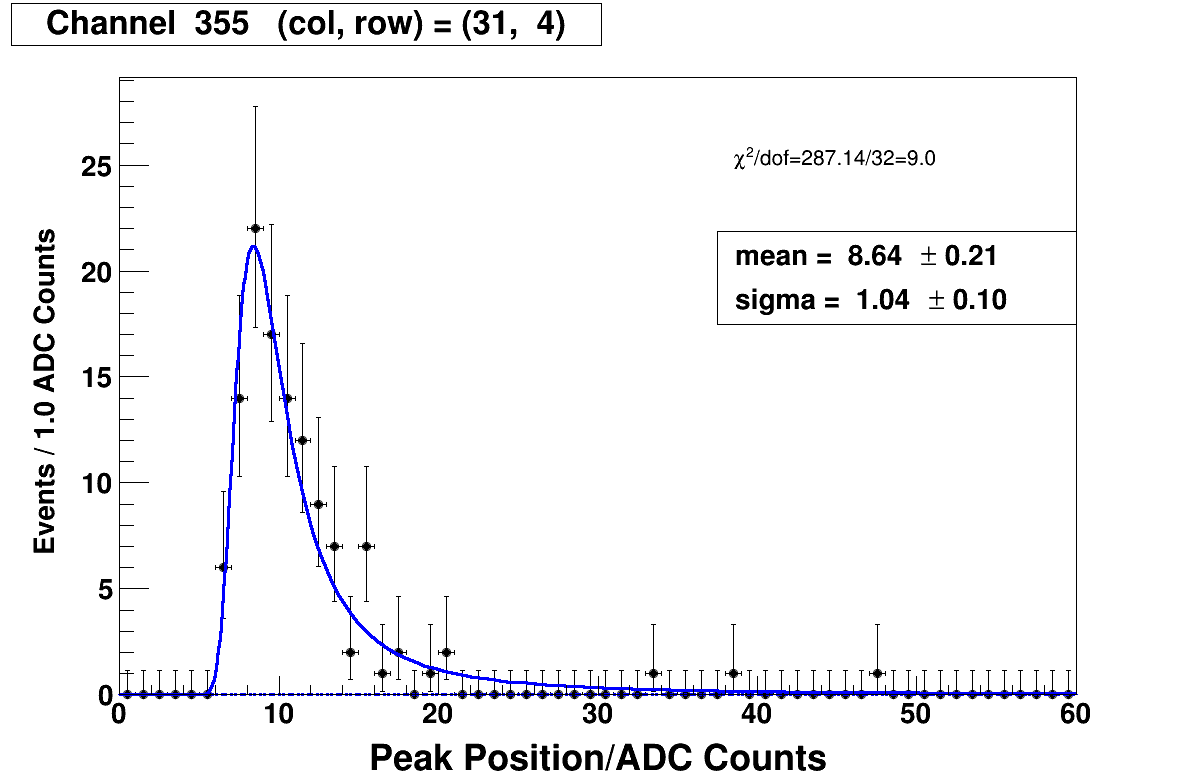 Channel 355 (col, row) = (31, 4)
χ²/dof=287.14/32=9.0
mean = 8.64 ± 0.21
sigma = 1.04 ± 0.10
Events / 1.0 ADC Counts
25
20
15
10
5
0
0 10 20 30 40 50 60
Peak Position/ADC Counts